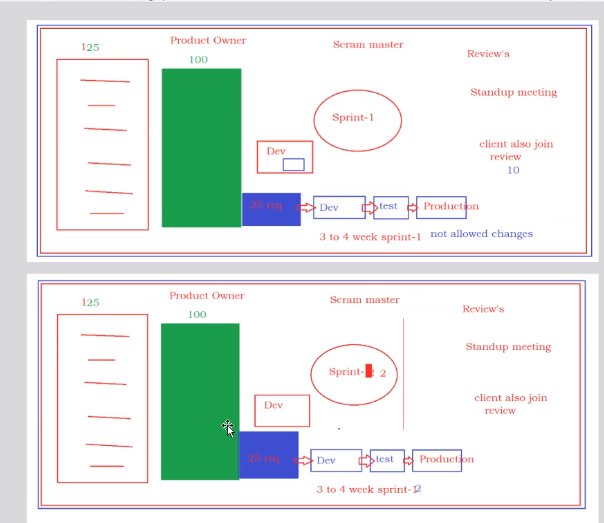 Product Owner
Scram master
125
Review's
100
Standup meeting
Sprint-1
client also join
review
Dev
10
25 req
Dev
test
Production
3 to 4 week sprint-1
not allowed changes
Product Owner
Scram master
125
Review's
100
Standup meeting
Sprint- 2
client also join
review
Dev
25 req
Dev
test
Production
3 to 4 week sprint-2